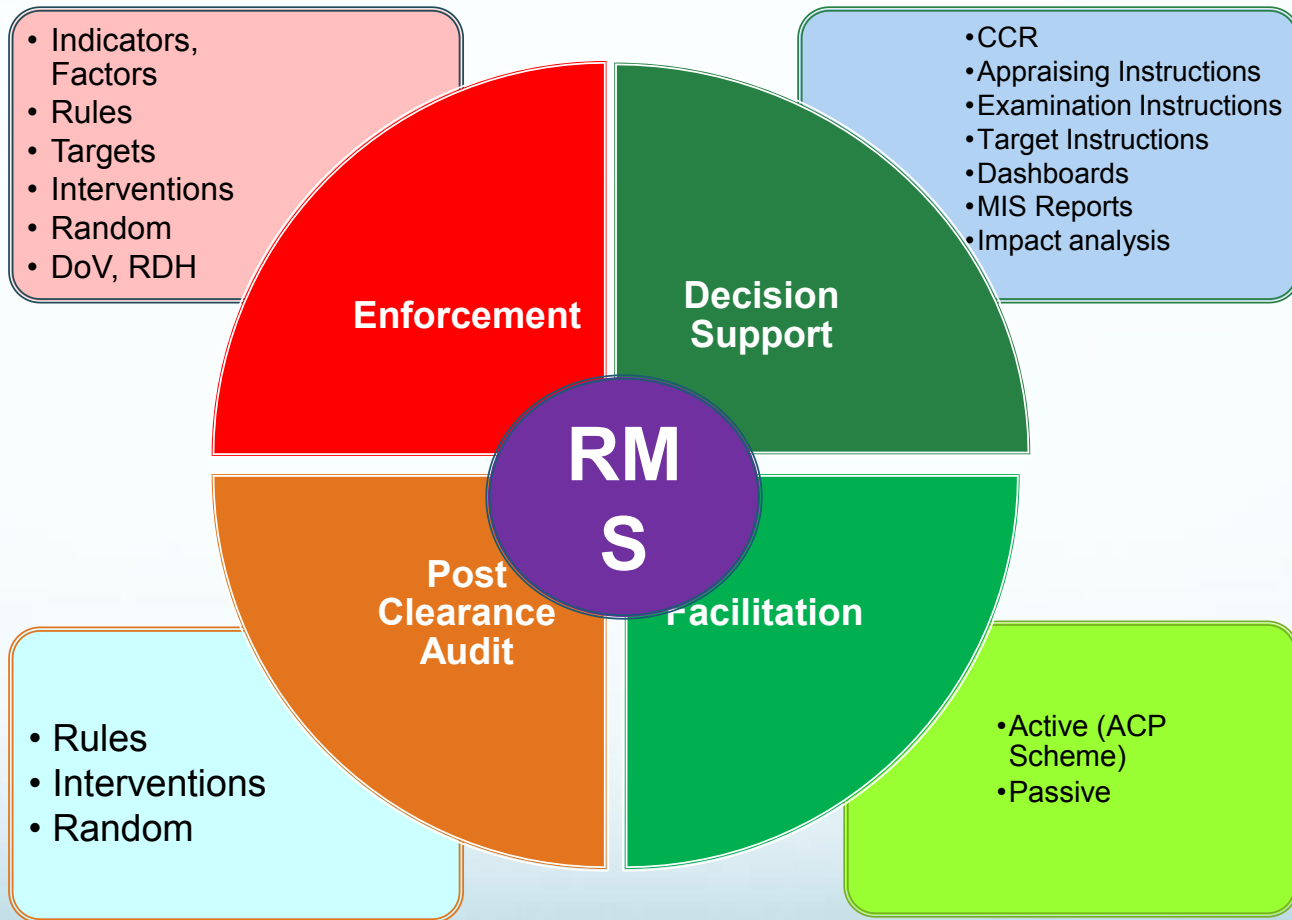 • Indicators,
Factors
• Rules
• Targets
• Interventions
• Random
• DoV, RDH
•CCR
•Appraising Instructions
•Examination Instructions
•Target Instructions
•Dashboards
•MIS Reports
•Impact analysis
Enforcement
Decision
Support
RM
S
Post
Clearance
Audit
Facilitation
• Rules
• Interventions
• Random
•Active (ACP
Scheme)
•Passive